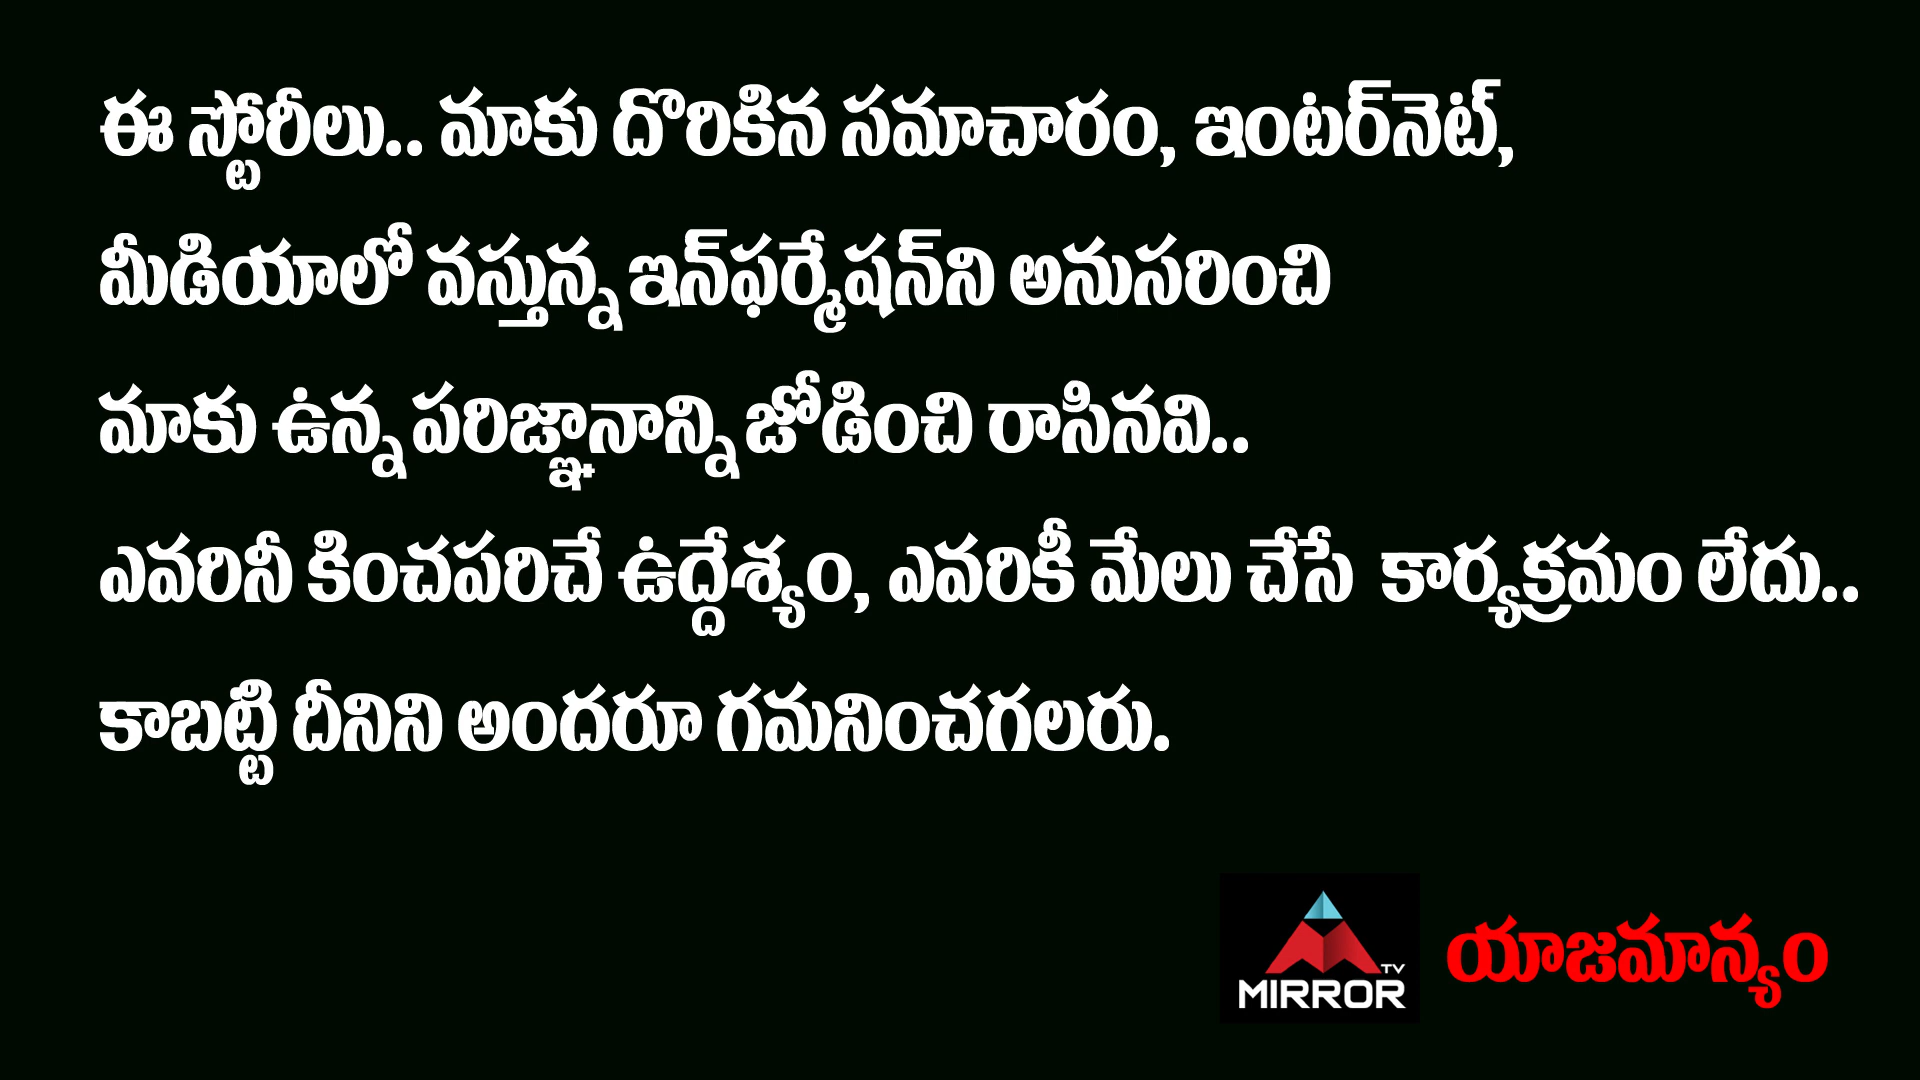 ఈ స్టోరీలు.. మాకు దొరికిన సమాచారం, ఇంటర్‌నెట్,
మీడియాలో వస్తున్న ఇన్‌ఫర్మేషన్‌ని అనుసరించి
మాకు ఉన్న పరిజ్ఞానాన్ని జోడించి రాసినవి..
ఎవరినీ కించపరిచే ఉద్దేశ్యం, ఎవరికీ మేలు చేసే కార్యక్రమం లేదు..
కాబట్టి దీనిని అందరూ గమనించగలరు.
TV
MIRROR యాజమాన్యం